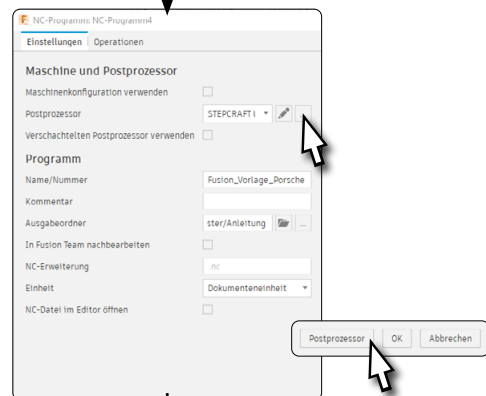 NC-Programm: NC-Programm4
Einstellungen Operationen
Maschine und Postprozessor
Maschinenkonfiguration verwenden
Postprozessor STEPCRAFT U ...
Verschachtelten Postprozessor verwenden
Programm
Name/Nummer Fusion_Vorlage_Porsche
Kommentar
Ausgabeordner ster/Anleitung ...
In Fusion Team nachbearbeiten
NC-Erweiterung .nc
Einheit Dokumenteneinheit
NC-Datei im Editor öffnen
Postprozessor OK Abbrechen